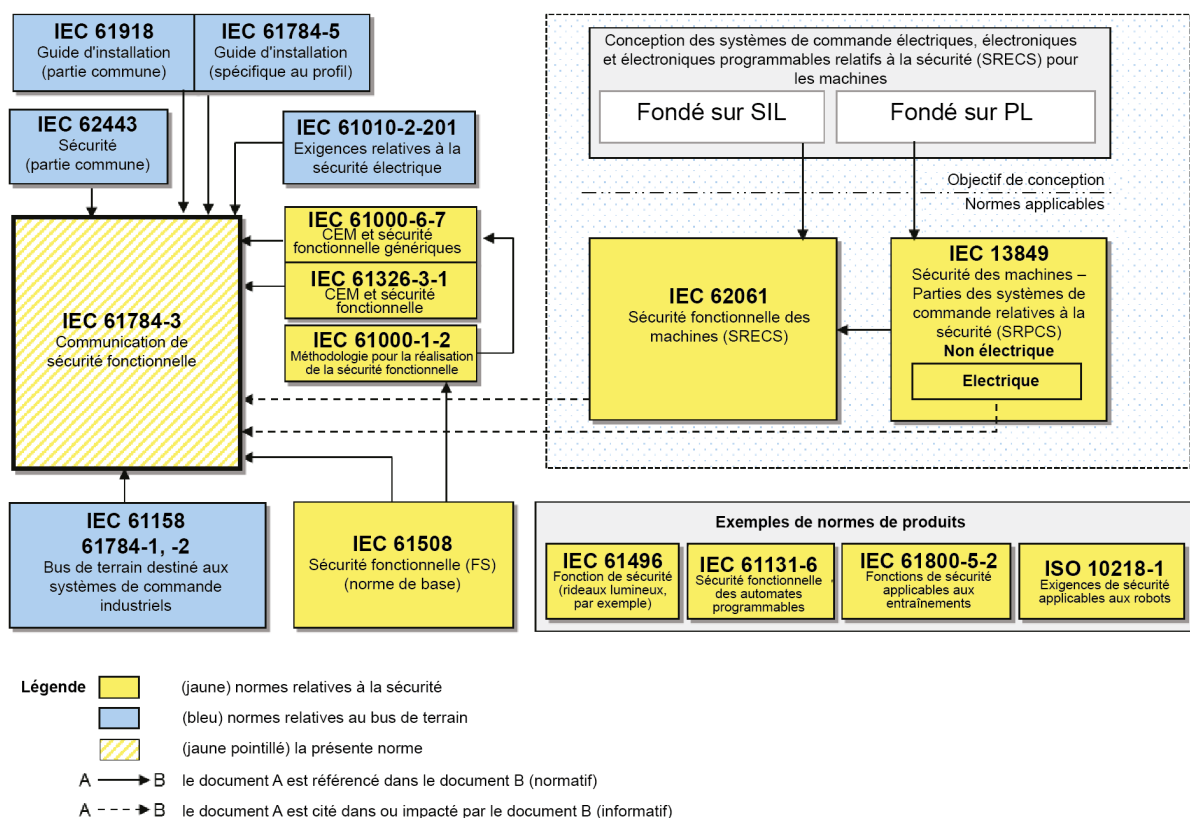 IEC 61918
Guide d'installation
(partie commune)
IEC 61784-5
Guide d'installation
(spécifique au profil)
IEC 62443
Sécurité
(partie commune)
IEC 61010-2-201
Exigences relatives à la
sécurité électrique
IEC 61000-6-7
CEM et sécurité
fonctionnelle génériques
IEC 61326-3-1
CEM et sécurité
fonctionnelle
IEC 61000-1-2
Méthodologie pour la réalisation
de la sécurité fonctionnelle
IEC 61784-3
Communication de
sécurité fonctionnelle
IEC 61158
61784-1, -2
Bus de terrain destiné aux
systèmes de commande
industriels
IEC 61508
Sécurité fonctionnelle (FS)
(norme de base)
Conception des systèmes de commande électriques, électroniques
et électroniques programmables relatifs à la sécurité (SRECS) pour
les machines
Fondé sur SIL
Fondé sur PL
Objectif de conception
Normes applicables
IEC 62061
Sécurité fonctionnelle des
machines (SRECS)
IEC 13849
Sécurité des machines –
Parties des systèmes de
commande relatives à la
sécurité (SRPCS)
Non électrique
Electrique
Exemples de normes de produits
IEC 61496
Fonction de sécurité
(rideaux lumineux,
par exemple)
IEC 61131-6
Sécurité fonctionnelle
des automates
programmables
IEC 61800-5-2
Fonctions de sécurité
applicables aux
entraînements
ISO 10218-1
Exigences de sécurité
applicables aux robots
Légende
(jaune) normes relatives à la sécurité
(bleu) normes relatives au bus de terrain
(jaune pointillé) la présente norme
A B le document A est référencé dans le document B (normatif)
A B le document A est cité dans ou impacté par le document B (informatif)